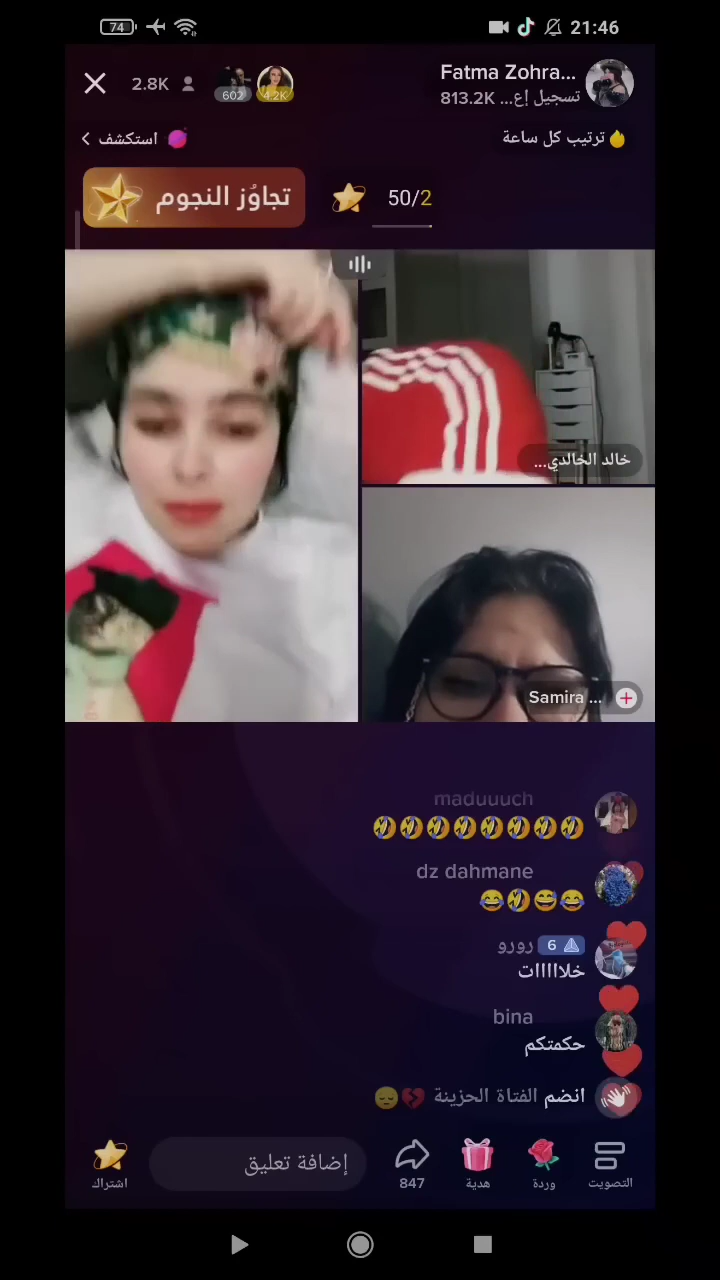 74
21:46
2.8K
602
4.2K
Fatma Zohra...
813.2K تسجيل إع...
استكشف
ترتيب كل ساعة
تجاوُز النجوم
50/2
خالد الخالدي...
Samira ...
maduuuch
🤣🤣🤣🤣🤣🤣🤣🤣
dz dahmane
😂😅🤣😂
رورو 6
خلااااات
bina
حكمتكم
انضم الفتاة الحزينة 💔😔
اشتراك
إضافة تعليق
847
هدية
وردة
التصويت